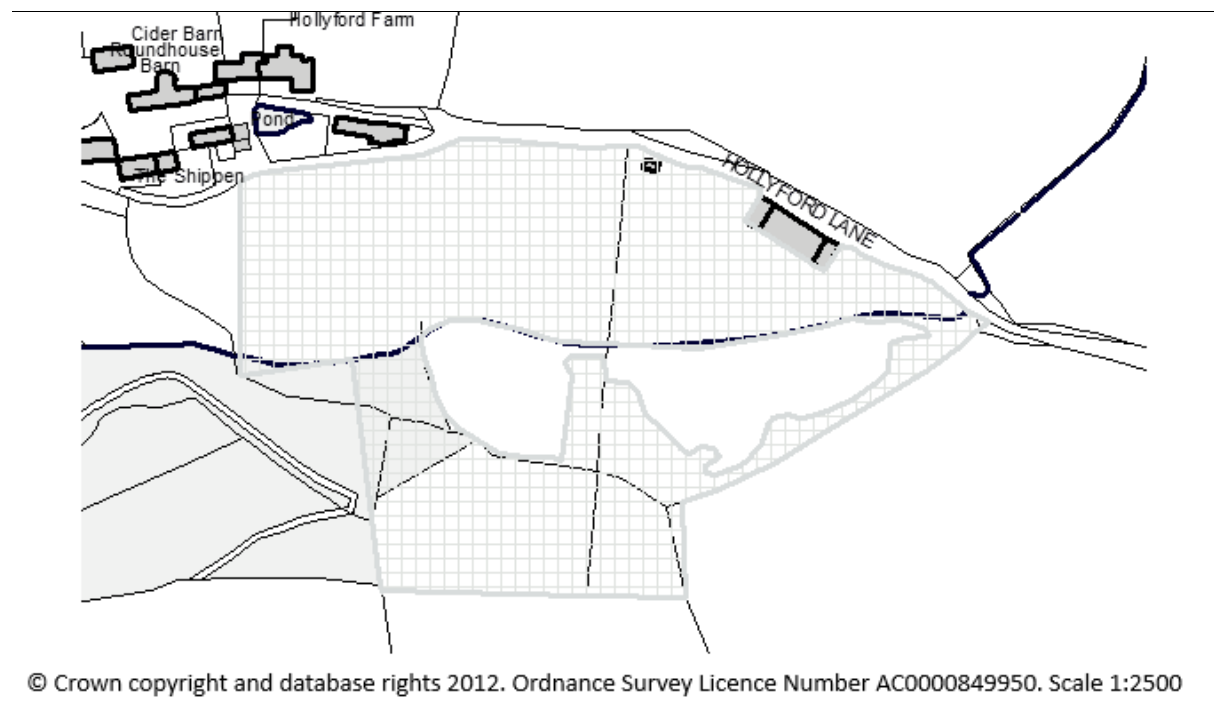 Hollyford Farm
Cider Barn
Roundhouse
Barn
Pond
The Shippen
HOLLYFORD LANE
© Crown copyright and database rights 2012. Ordnance Survey Licence Number AC0000849950. Scale 1:2500